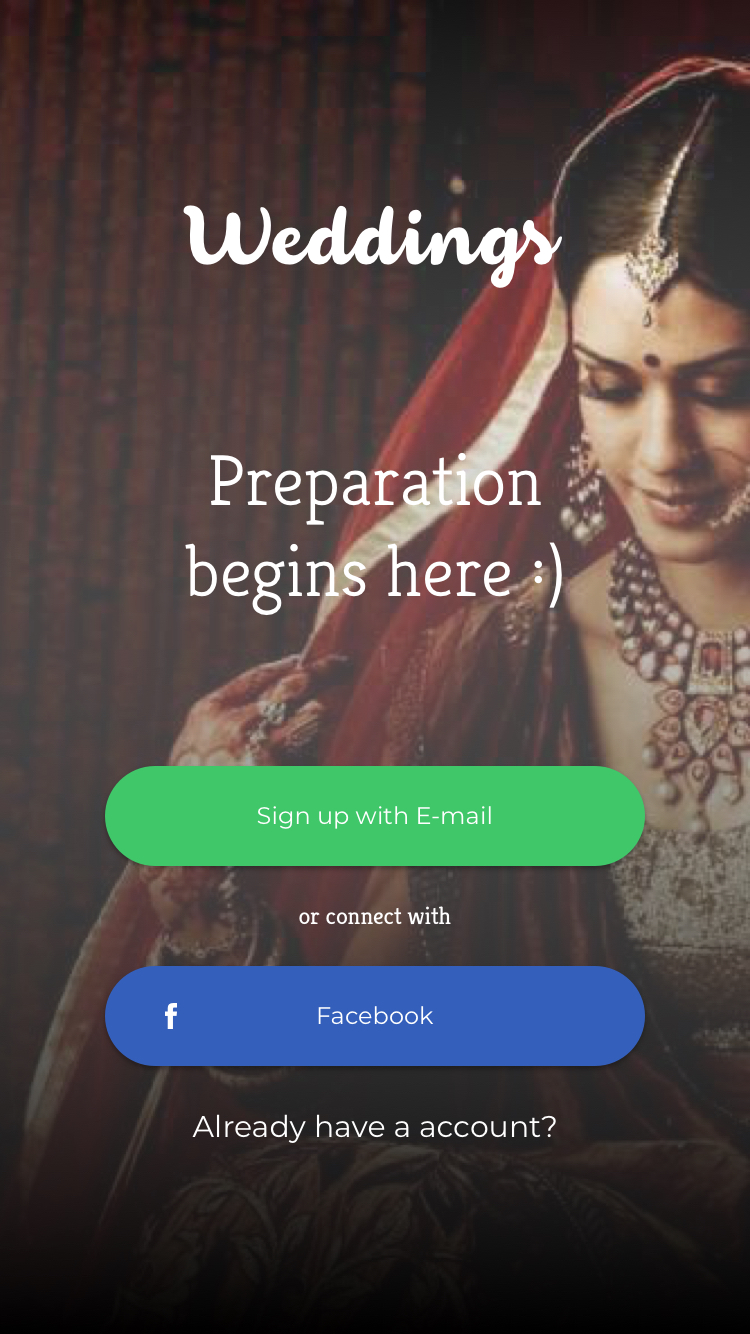 Weddings
Preparation
begins here :)
Sign up with E-mail
or connect with
Facebook
Already have a account?